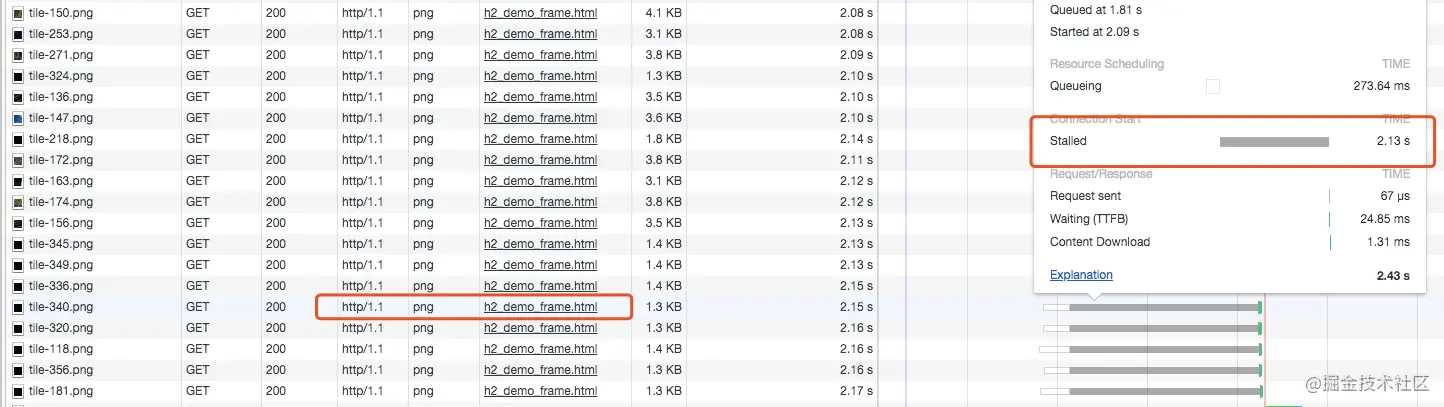 tile-150.png GET 200 http/1.1 png h2_demo_frame.html 4.1 KB 2.08 s
tile-253.png GET 200 http/1.1 png h2_demo_frame.html 3.1 KB 2.08 s
tile-271.png GET 200 http/1.1 png h2_demo_frame.html 3.8 KB 2.09 s
tile-324.png GET 200 http/1.1 png h2_demo_frame.html 1.3 KB 2.10 s
tile-136.png GET 200 http/1.1 png h2_demo_frame.html 3.5 KB 2.10 s
tile-147.png GET 200 http/1.1 png h2_demo_frame.html 3.6 KB 2.10 s
tile-218.png GET 200 http/1.1 png h2_demo_frame.html 1.8 KB 2.14 s
tile-172.png GET 200 http/1.1 png h2_demo_frame.html 3.8 KB 2.11 s
tile-163.png GET 200 http/1.1 png h2_demo_frame.html 3.1 KB 2.12 s
tile-174.png GET 200 http/1.1 png h2_demo_frame.html 3.8 KB 2.12 s
tile-156.png GET 200 http/1.1 png h2_demo_frame.html 3.5 KB 2.13 s
tile-345.png GET 200 http/1.1 png h2_demo_frame.html 1.4 KB 2.13 s
tile-349.png GET 200 http/1.1 png h2_demo_frame.html 1.4 KB 2.13 s
tile-336.png GET 200 http/1.1 png h2_demo_frame.html 1.4 KB 2.15 s
tile-340.png GET 200 http/1.1 png h2_demo_frame.html 1.3 KB 2.15 s
tile-320.png GET 200 http/1.1 png h2_demo_frame.html 1.3 KB 2.16 s
tile-118.png GET 200 http/1.1 png h2_demo_frame.html 1.4 KB 2.16 s
tile-356.png GET 200 http/1.1 png h2_demo_frame.html 1.3 KB 2.16 s
tile-181.png GET 200 http/1.1 png h2_demo_frame.html 1.3 KB 2.17 s
Queued at 1.81 s
Started at 2.09 s
Resource Scheduling TIME
Queueing 273.64 ms
Connection Start TIME
Stalled 2.13 s
Request/Response TIME
Request sent 67 µs
Waiting (TTFB) 24.85 ms
Content Download 1.31 ms
Explanation 2.43 s
@掘金技术社区